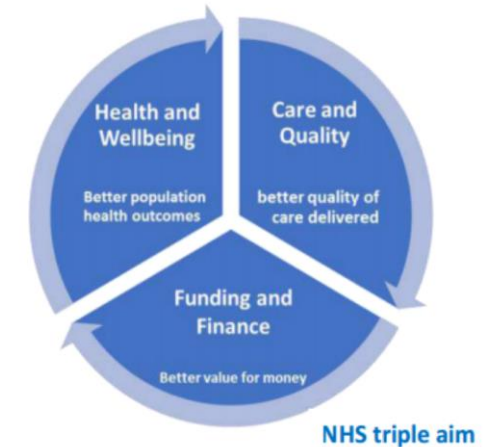 Health and
Wellbeing
Better population
health outcomes
Care and
Quality
better quality of
care delivered
Funding and
Finance
Better value for money
NHS triple aim